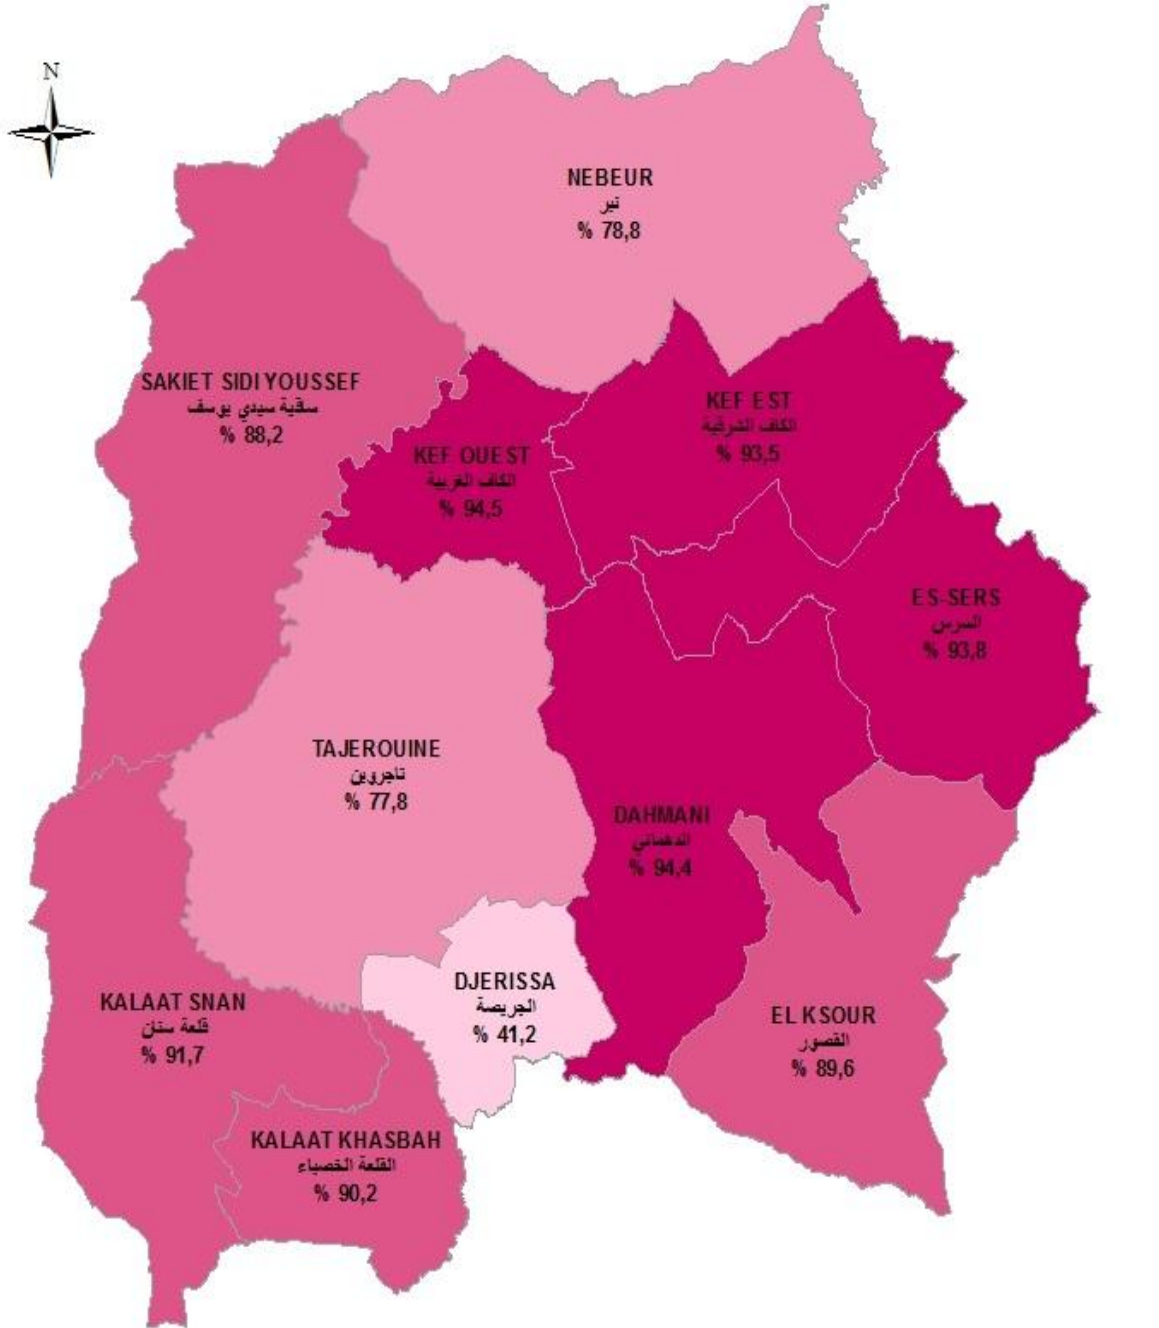 N
NEBEUR
نبر
% 78,8
SAKIET SIDI YOUSSEF
ساقية سيدي يوسف
% 88,2
KEF EST
الكاف الشرقية
% 93,5
KEF OUEST
الكاف الغربية
% 94,5
ES-SERS
السرس
% 93,8
TAJEROUINE
تاجروين
% 77,8
DAHMANI
الدهماني
% 94,4
DJERISSA
الجريصة
% 41,2
KALAAT SNAN
قلعة سنان
% 91,7
EL KSOUR
القصور
% 89,6
KALAAT KHASBAH
القلعة الخصباء
% 90,2